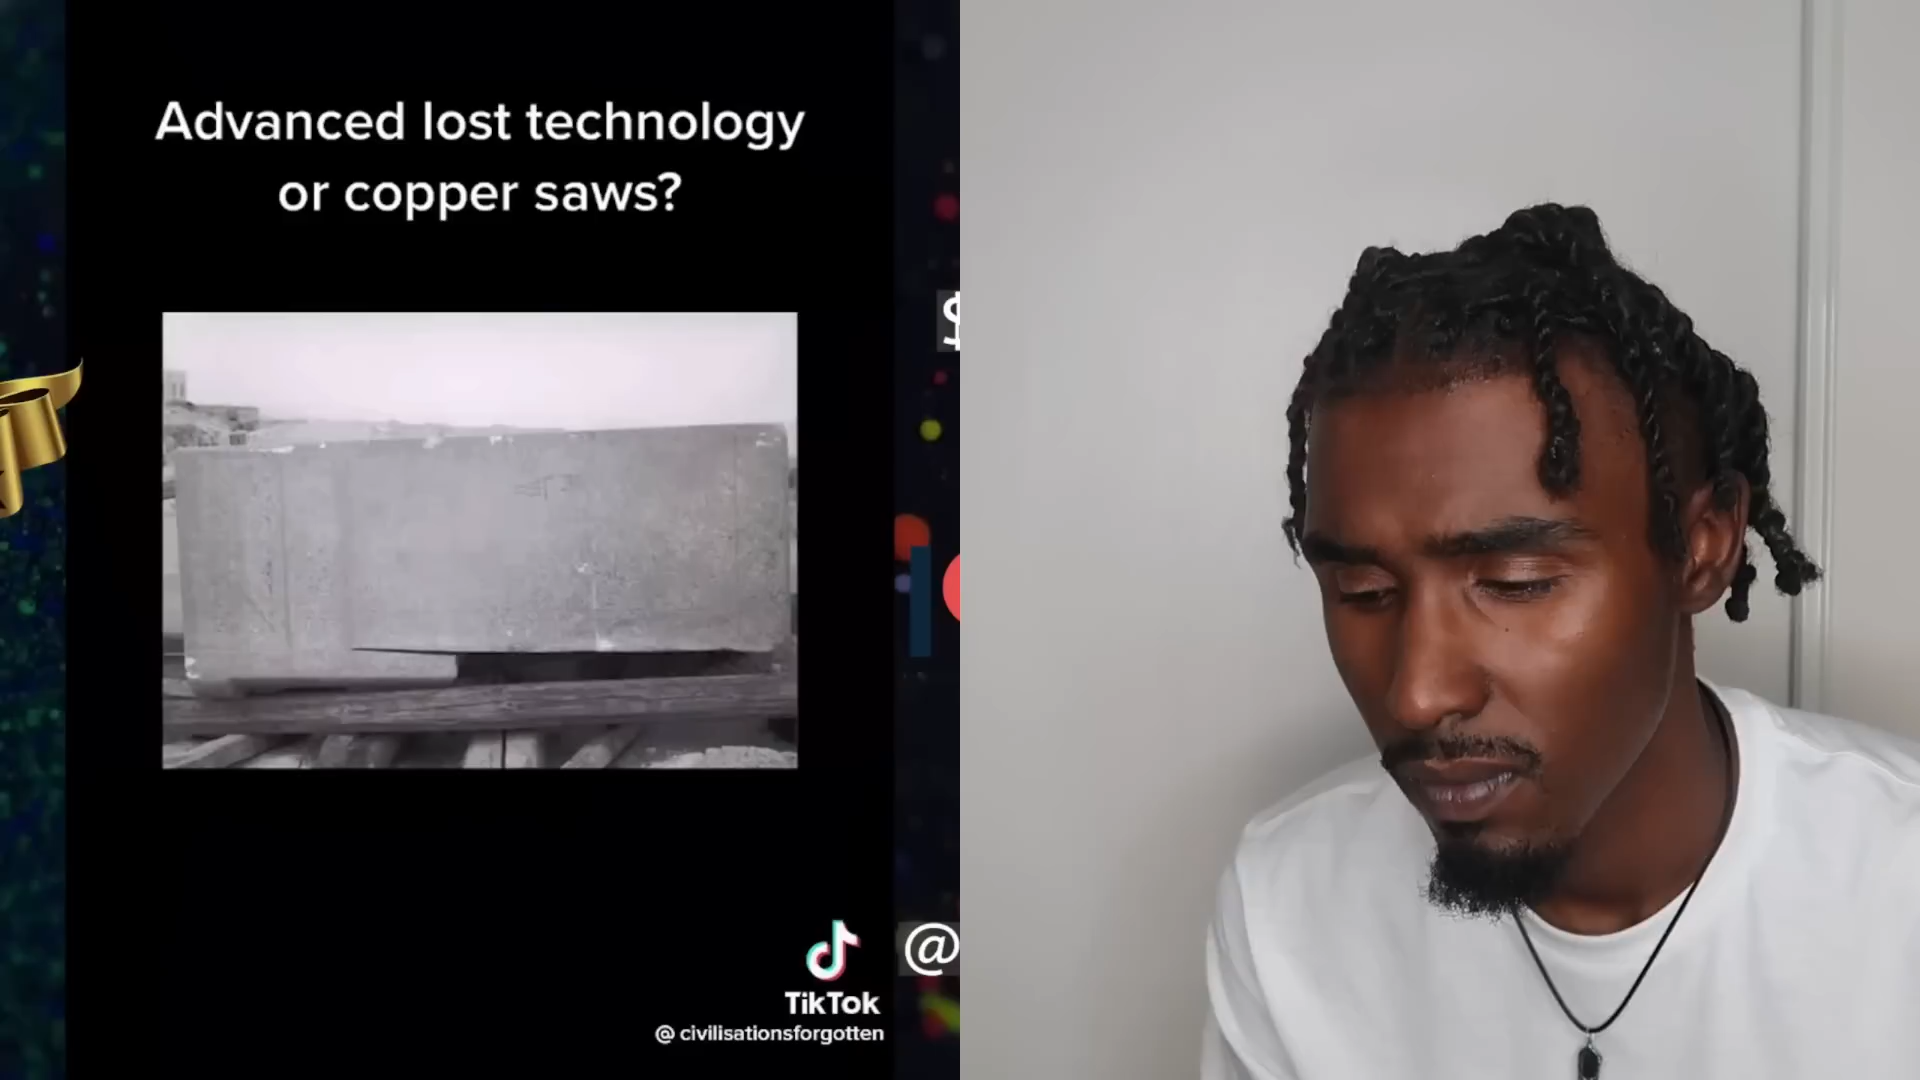 Advanced lost technology
or copper saws?
$
@
TikTok
@ civilisationsforgotten